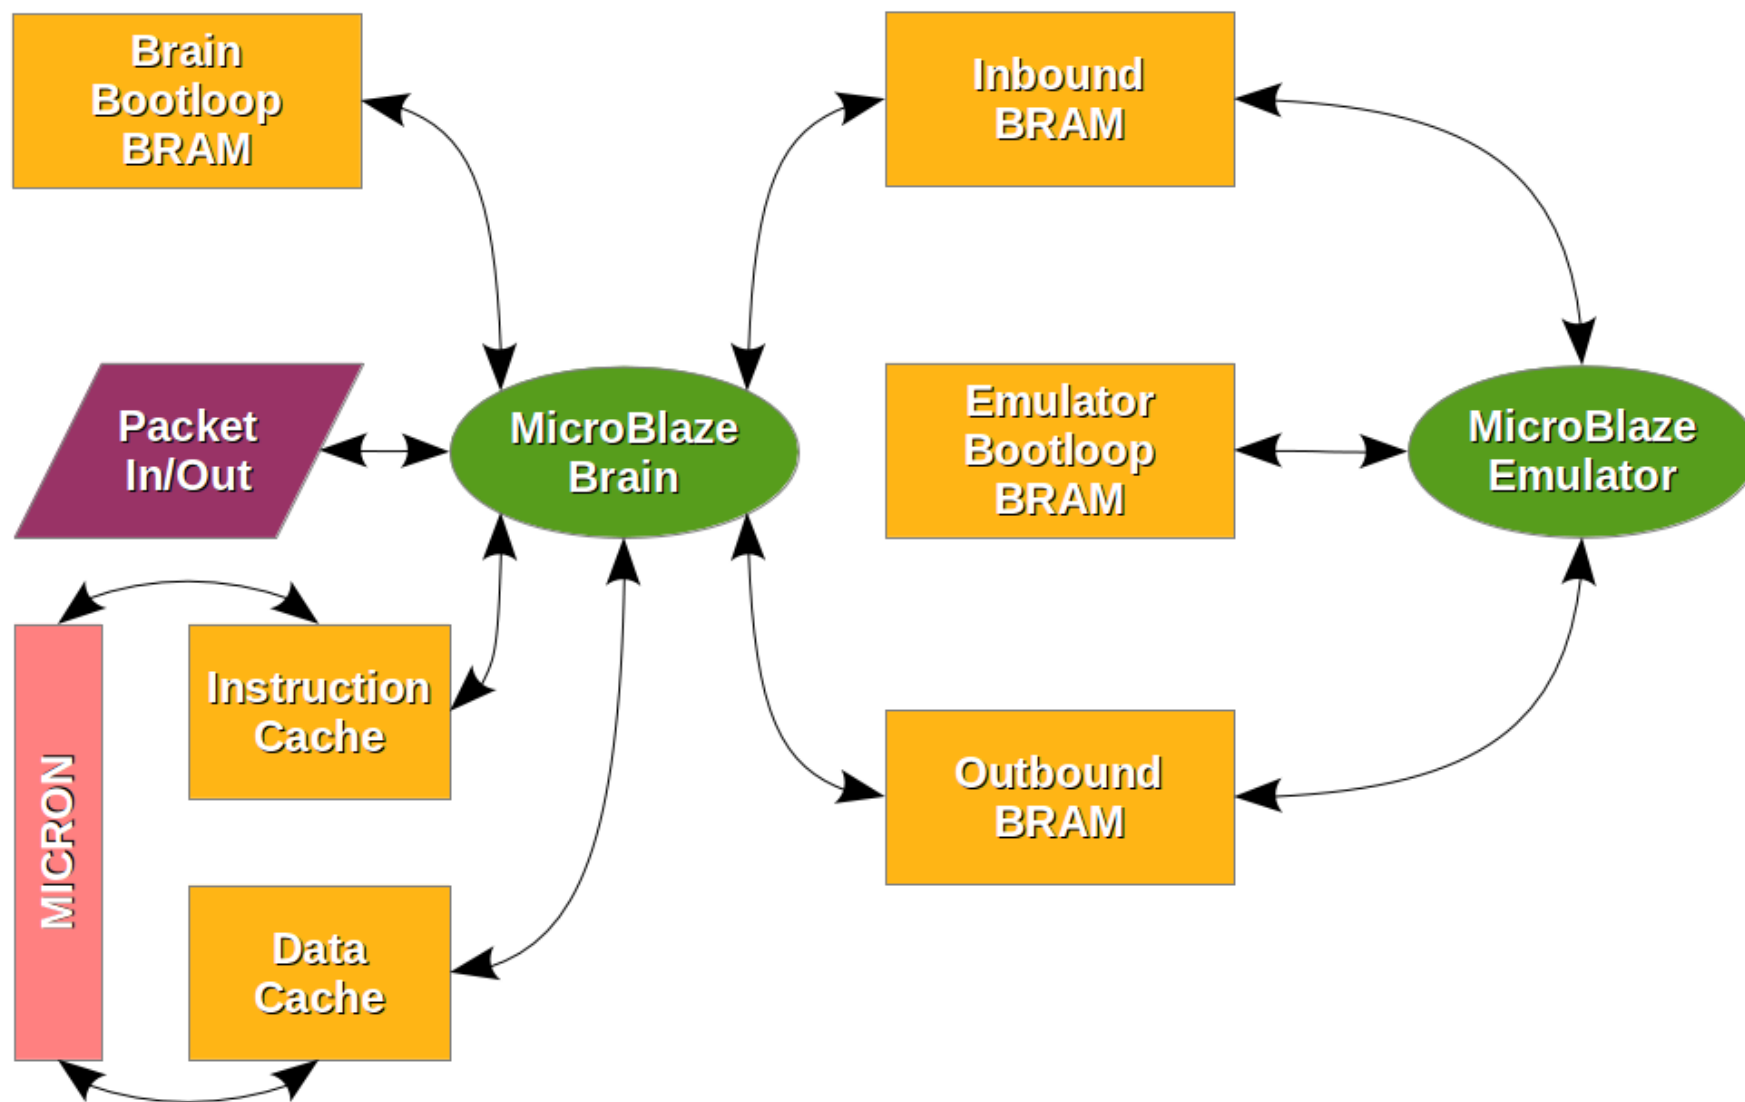 Brain
Bootloop
BRAM
Inbound
BRAM
Packet
In/Out
MicroBlaze
Brain
Emulator
Bootloop
BRAM
MicroBlaze
Emulator
MICRON
Instruction
Cache
Outbound
BRAM
Data
Cache